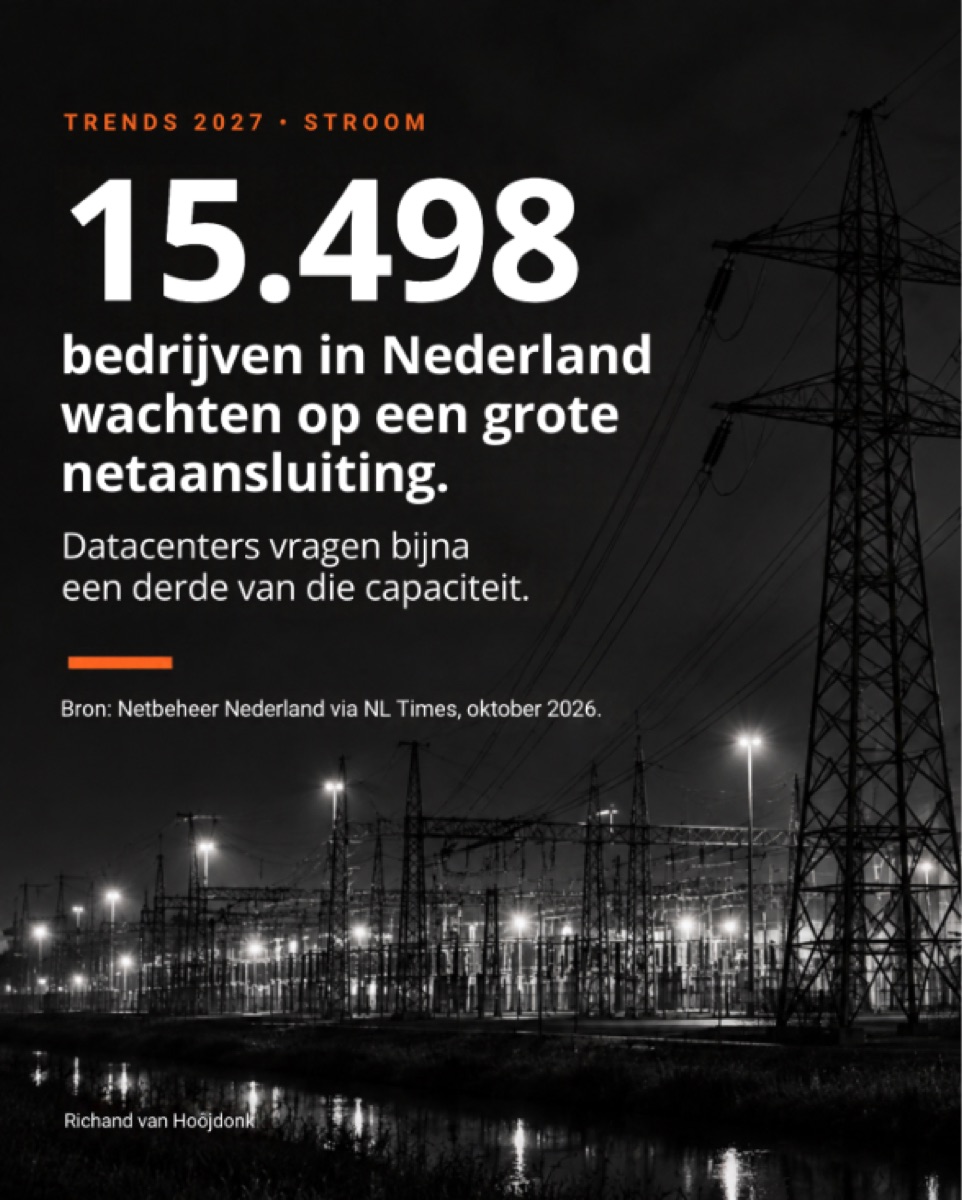 TRENDS 2027 • STROOM
15.498
bedrijven in Nederland
wachten op een grote
netaansluiting.
Datacenters vragen bijna
een derde van die capaciteit.
Bron: Netbeheer Nederland via NL Times, oktober 2026.
Richand van Hoöjdonk